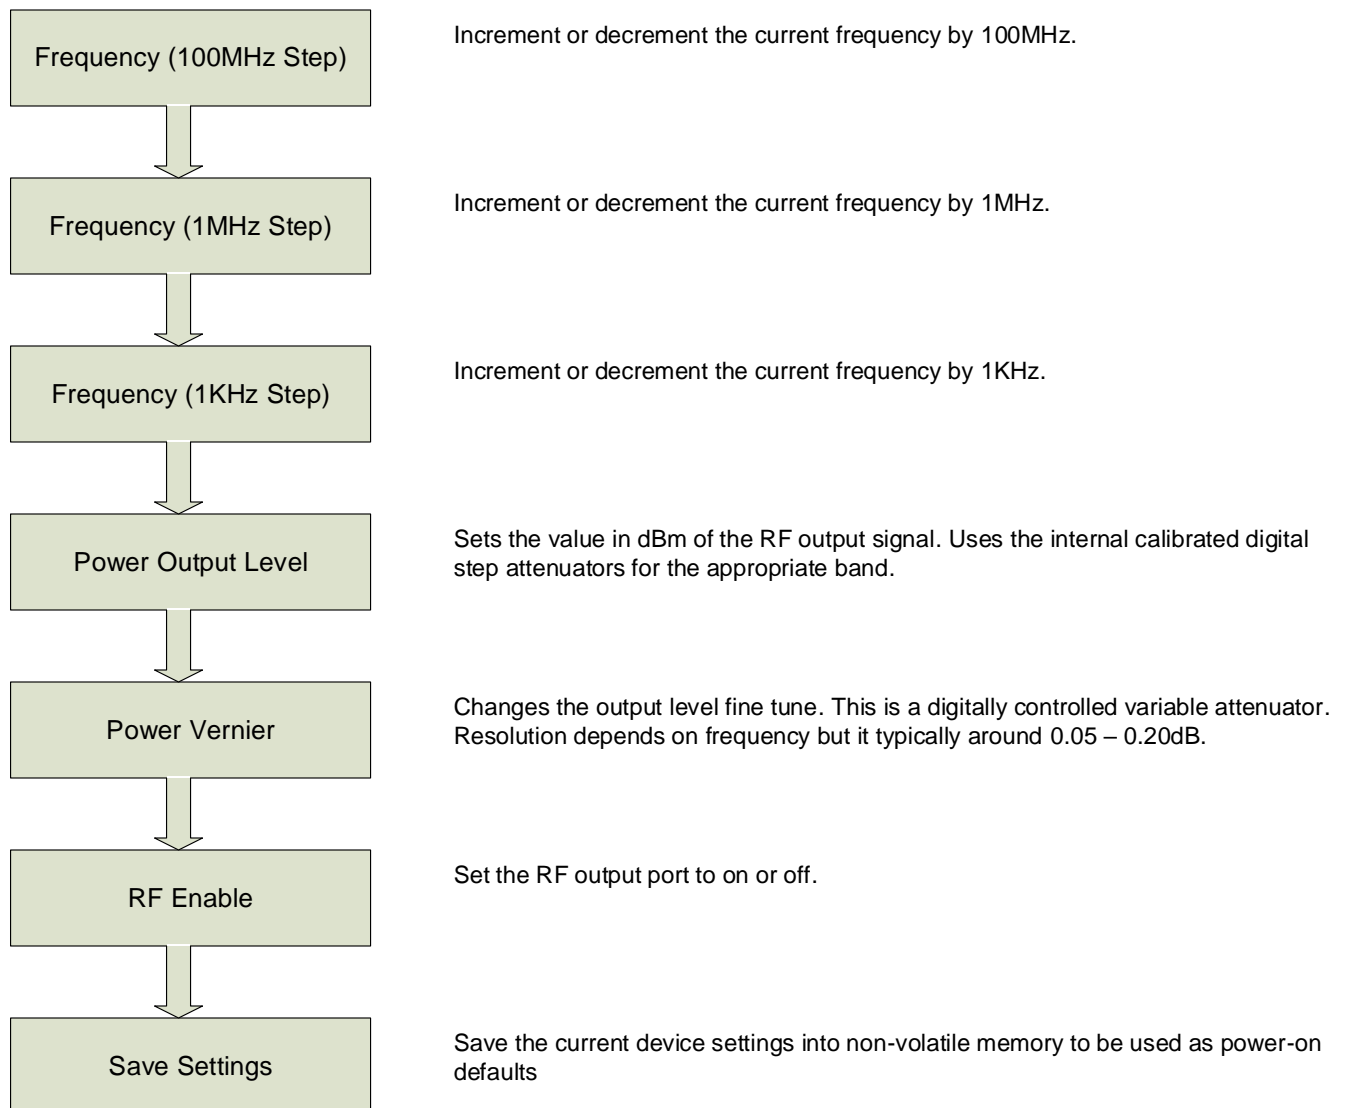 Frequency (100MHz Step)
Increment or decrement the current frequency by 100MHz.
Frequency (1MHz Step)
Increment or decrement the current frequency by 1MHz.
Frequency (1KHz Step)
Increment or decrement the current frequency by 1KHz.
Power Output Level
Sets the value in dBm of the RF output signal. Uses the internal calibrated digital
step attenuators for the appropriate band.
Power Vernier
Changes the output level fine tune. This is a digitally controlled variable attenuator.
Resolution depends on frequency but it typically around 0.05 – 0.20dB.
RF Enable
Set the RF output port to on or off.
Save Settings
Save the current device settings into non-volatile memory to be used as power-on
defaults